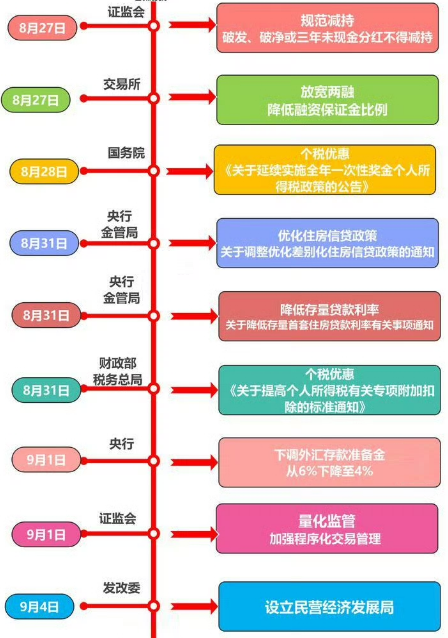 证监会
8月27日
规范减持
破发、破净或三年未现金分红不得减持
交易所
8月27日
放宽两融
降低融资保证金比例
国务院
8月28日
个税优惠
《关于延续实施全年一次性奖金个人所
得税政策的公告》
央行
金管局
8月31日
优化住房信贷政策
关于调整优化差别化住房信贷政策的通知
央行
金管局
8月31日
降低存量贷款利率
关于降低存量首套住房贷款利率有关事项通知
财政部
税务总局
8月31日
个税优惠
《关于提高个人所得税有关专项附加扣
除的标准通知》
央行
9月1日
下调外汇存款准备金
从6%下降至4%
证监会
9月1日
量化监管
加强程序化交易管理
发改委
9月4日
设立民营经济发展局